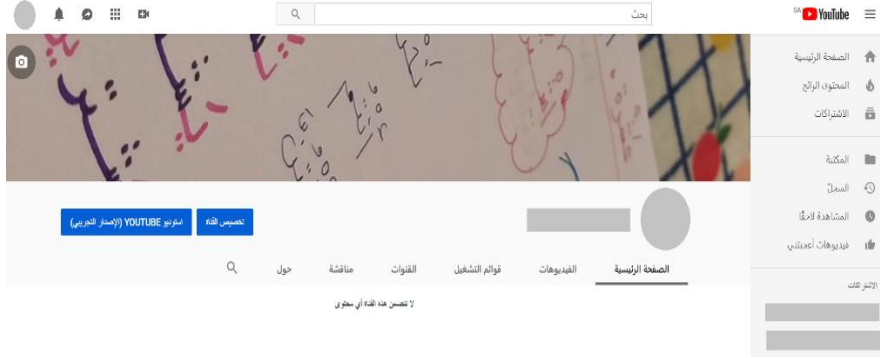 YouTube SA
بحث
الصفحة الرئيسية
المحتوى الرائج
الاشتراكات
المكتبة
السجلّ
المشاهدة لاحقًا
فيديوهات أعجبتني
الاشتراكات
تخصيص القناة
استوديو YOUTUBE (الإصدار التجريبي)
الصفحة الرئيسية
الفيديوهات
قوائم التشغيل
القنوات
مناقشة
حول
لا تتضمن هذه القناة أي محتوى